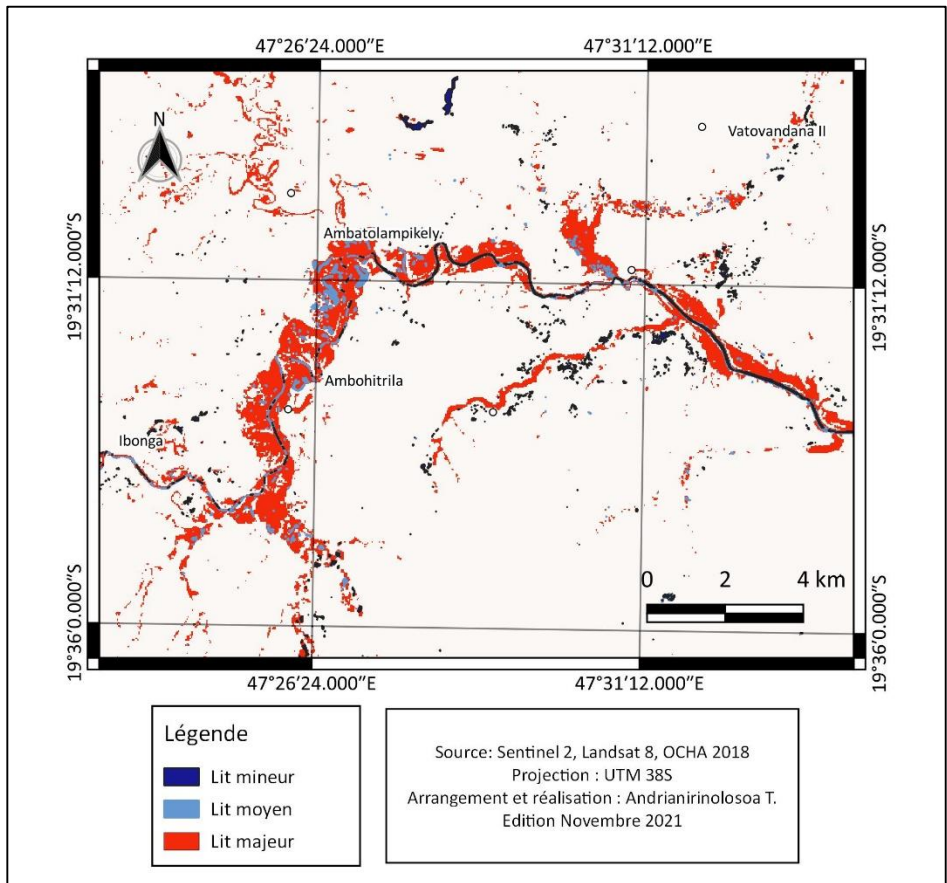 47°26′24.000″E
47°31′12.000″E
N
Vatovandana II
Ambatolampikely
19°31′12.000″S
19°31′12.000″S
Ambohitrila
Ibonga
0 2 4 km
19°36′0.000″S
19°36′0.000″S
47°26′24.000″E
47°31′12.000″E
Légende
Lit mineur
Lit moyen
Lit majeur
Source: Sentinel 2, Landsat 8, OCHA 2018
Projection : UTM 38S
Arrangement et réalisation : Andrianirinolosoa T.
Edition Novembre 2021